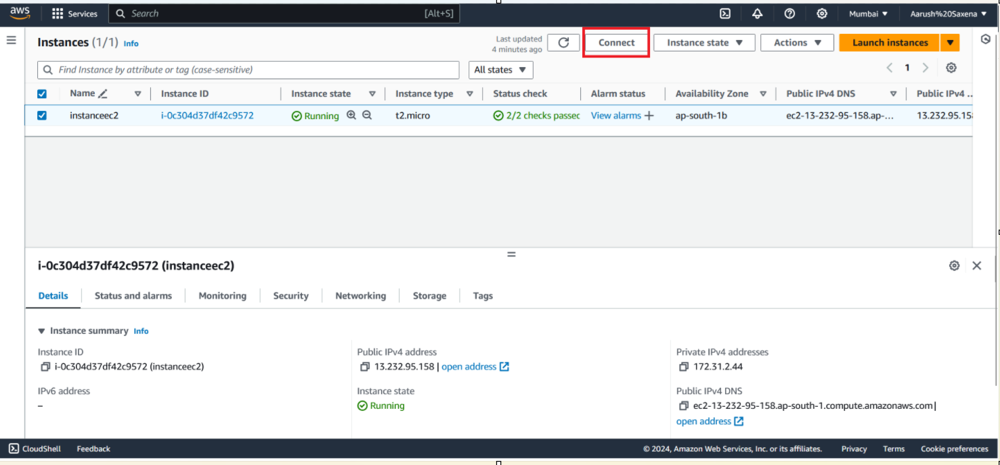 aws Services Search [Alt+S] Mumbai Aarush%20Saxena
Instances (1/1) Info Last updated 4 minutes ago Connect Instance state Actions Launch instances
Find Instance by attribute or tag (case-sensitive) All states 1
Name Instance ID Instance state Instance type Status check Alarm status Availability Zone Public IPv4 DNS Public IPv4 ...
instanceec2 i-0c304d37df42c9572 Running t2.micro 2/2 checks passec View alarms + ap-south-1b ec2-13-232-95-158.ap-... 13.232.95.15
i-0c304d37df42c9572 (instanceec2)
Details Status and alarms Monitoring Security Networking Storage Tags
Instance summary Info
Instance ID Public IPv4 address Private IPv4 addresses
i-0c304d37df42c9572 (instanceec2) 13.232.95.158 | open address 172.31.2.44
IPv6 address Instance state Public IPv4 DNS
– Running ec2-13-232-95-158.ap-south-1.compute.amazonaws.com |
open address
CloudShell Feedback © 2024, Amazon Web Services, Inc. or its affiliates. Privacy Terms Cookie preferences